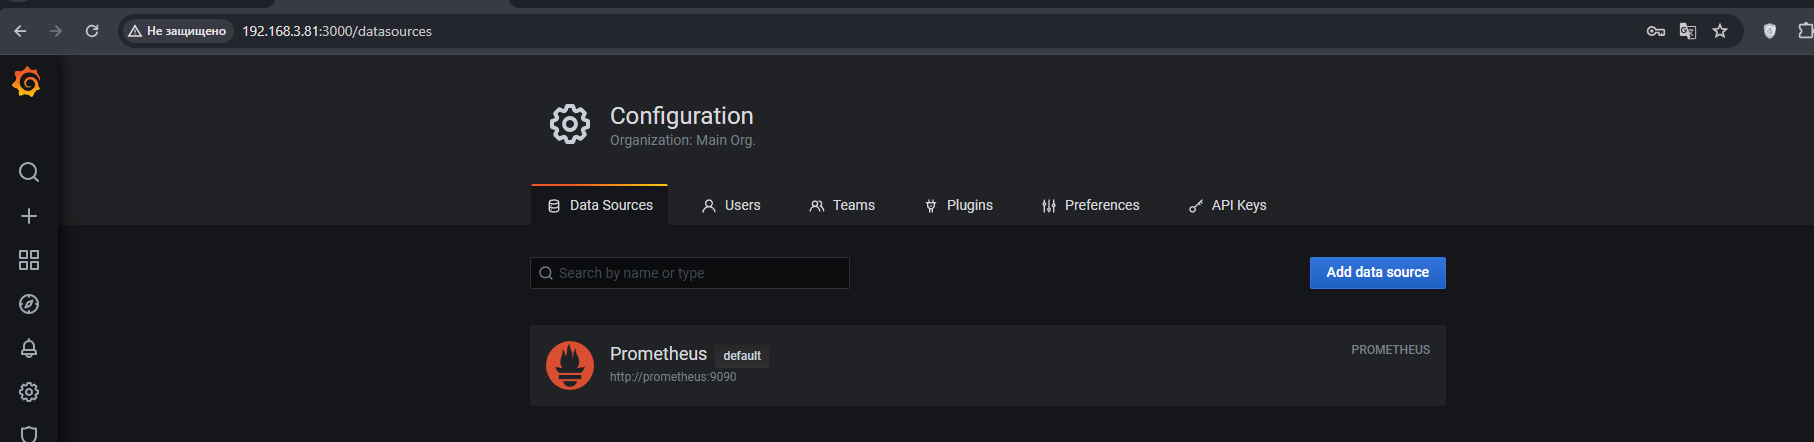 Не защищено 192.168.3.81:3000/datasources
Configuration
Organization: Main Org.
Data Sources Users Teams Plugins Preferences API Keys
Search by name or type Add data source
Prometheus default PROMETHEUS
http://prometheus:9090